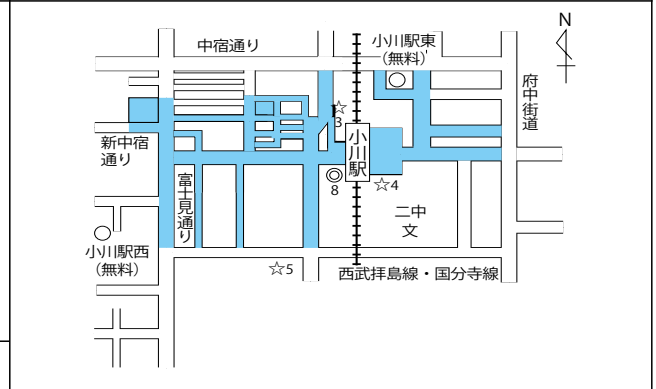 N
中宿通り
小川駅東
(無料)
府中街道
☆
3
小川駅
新中宿
通り
◎
8
☆4
富士見通り
二中
文
小川駅西
(無料)
☆5
西武拝島線・国分寺線